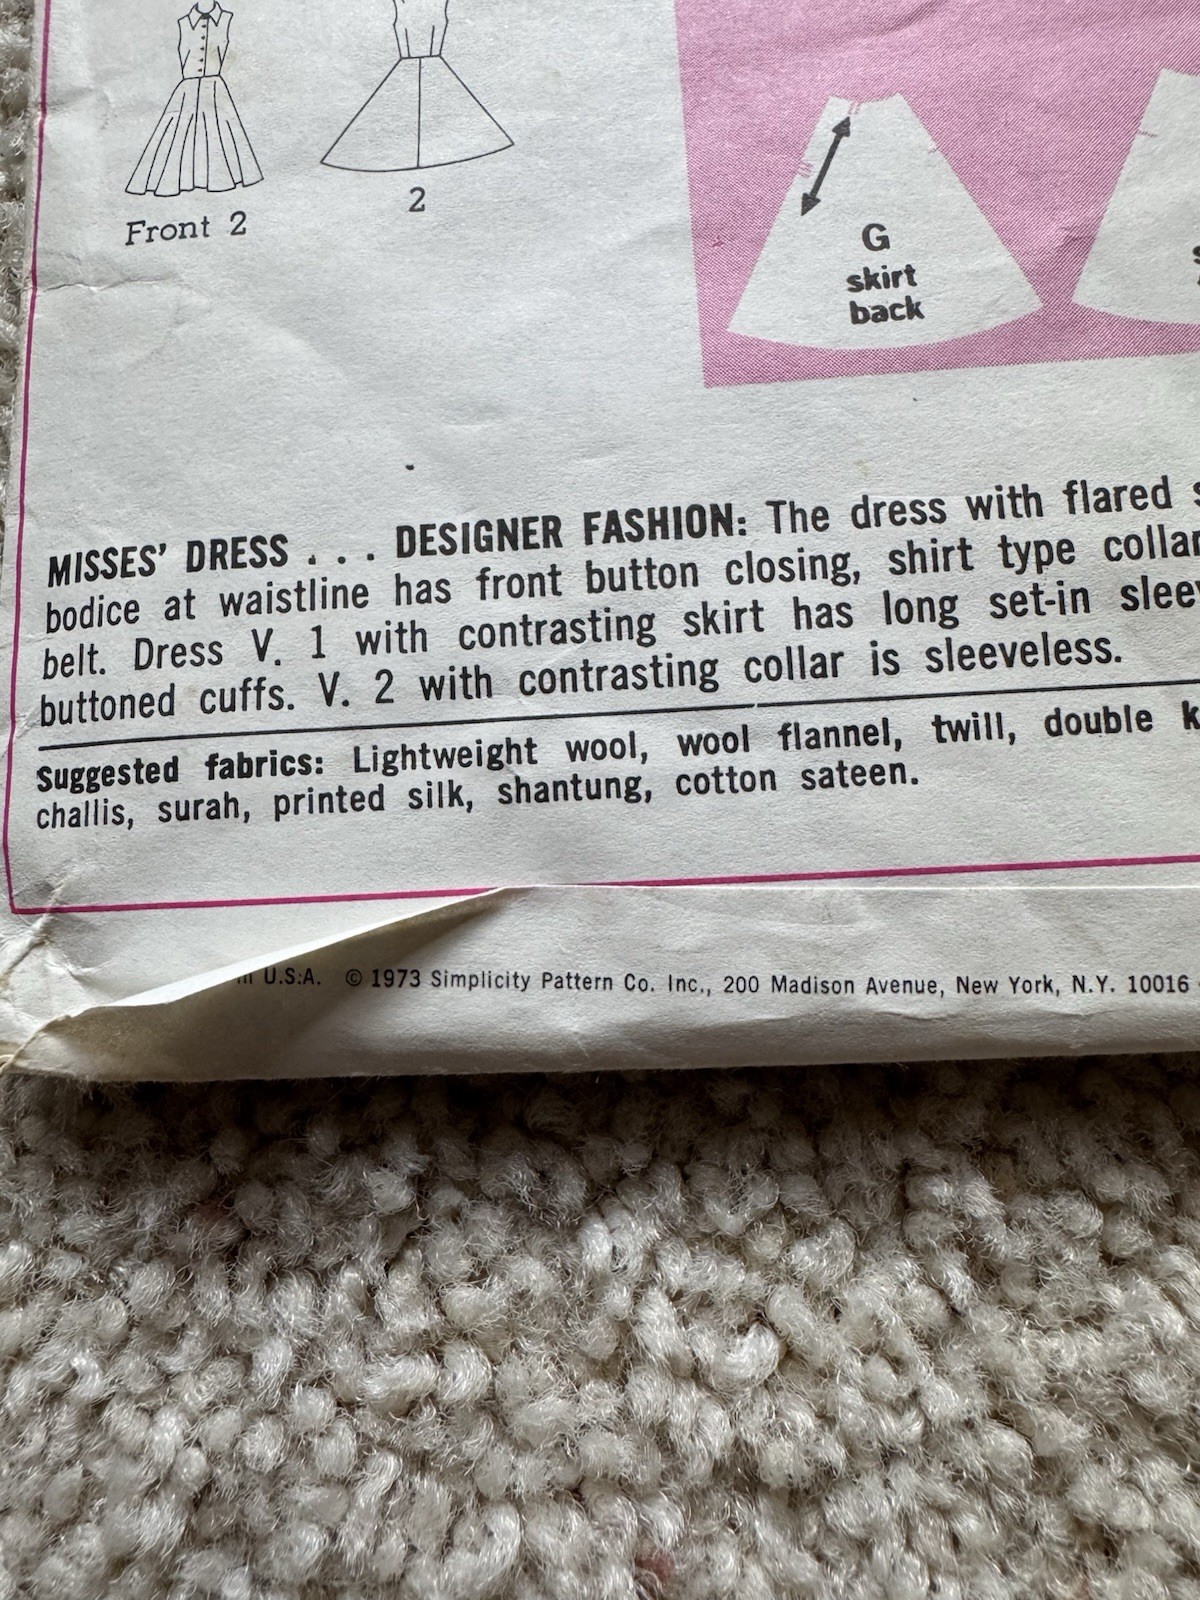 Front 2
2
G
skirt
back
MISSES' DRESS . . . DESIGNER FASHION: The dress with flared
bodice at waistline has front button closing, shirt type collar
belt. Dress V. 1 with contrasting skirt has long set-in
buttoned cuffs. V. 2 with contrasting collar is sleeveless.
Suggested fabrics: Lightweight wool, wool flannel, twill, double
challis, surah, printed silk, shantung, cotton sateen.
U.S.A. © 1973 Simplicity Pattern Co. Inc., 200 Madison Avenue, New York, N.Y. 10016